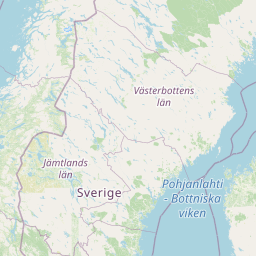 Västerbottens
län
Jämtlands
län
Sverige
Pohjanlahti
- Bottniska
viken